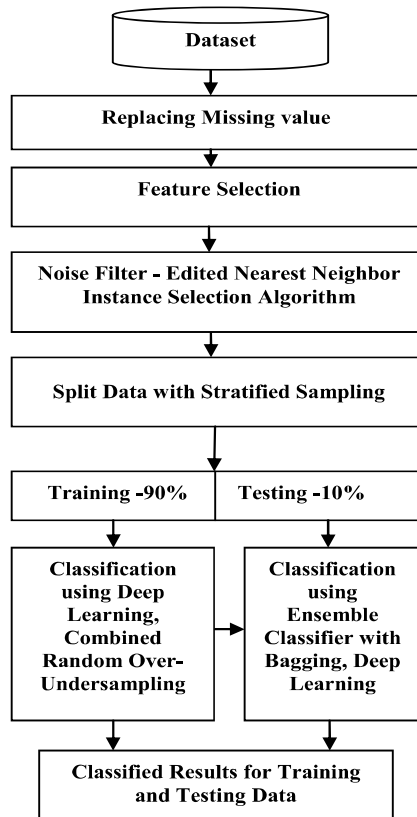 Dataset
Replacing Missing value
Feature Selection
Noise Filter - Edited Nearest Neighbor
Instance Selection Algorithm
Split Data with Stratified Sampling
Training -90%
Testing -10%
Classification
using Deep
Learning,
Combined
Random Over-
Undersampling
Classification
using
Ensemble
Classifier with
Bagging, Deep
Learning
Classified Results for Training
and Testing Data